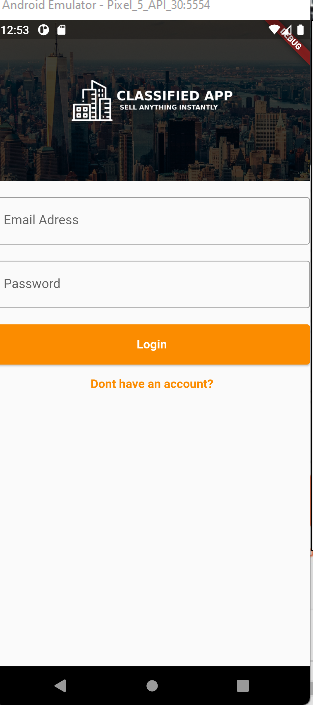 Android Emulator - Pixel_5_API_30:5554
12:53
DEBUG
CLASSIFIED APP
SELL ANYTHING INSTANTLY
Email Adress
Password
Login
Dont have an account?